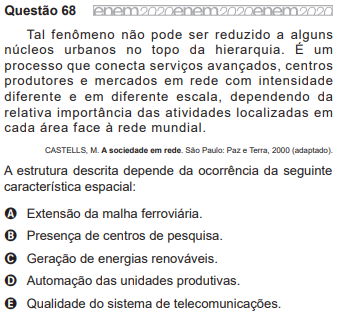 Questão 68 enem2020enem2020enem2020
Tal fenômeno não pode ser reduzido a alguns
núcleos urbanos no topo da hierarquia. É um
processo que conecta serviços avançados, centros
produtores e mercados em rede com intensidade
diferente e em diferente escala, dependendo da
relativa importância das atividades localizadas em
cada área face à rede mundial.
CASTELLS, M. A sociedade em rede. São Paulo: Paz e Terra, 2000 (adaptado).
A estrutura descrita depende da ocorrência da seguinte
característica espacial:
A Extensão da malha ferroviária.
B Presença de centros de pesquisa.
C Geração de energias renováveis.
D Automação das unidades produtivas.
E Qualidade do sistema de telecomunicações.